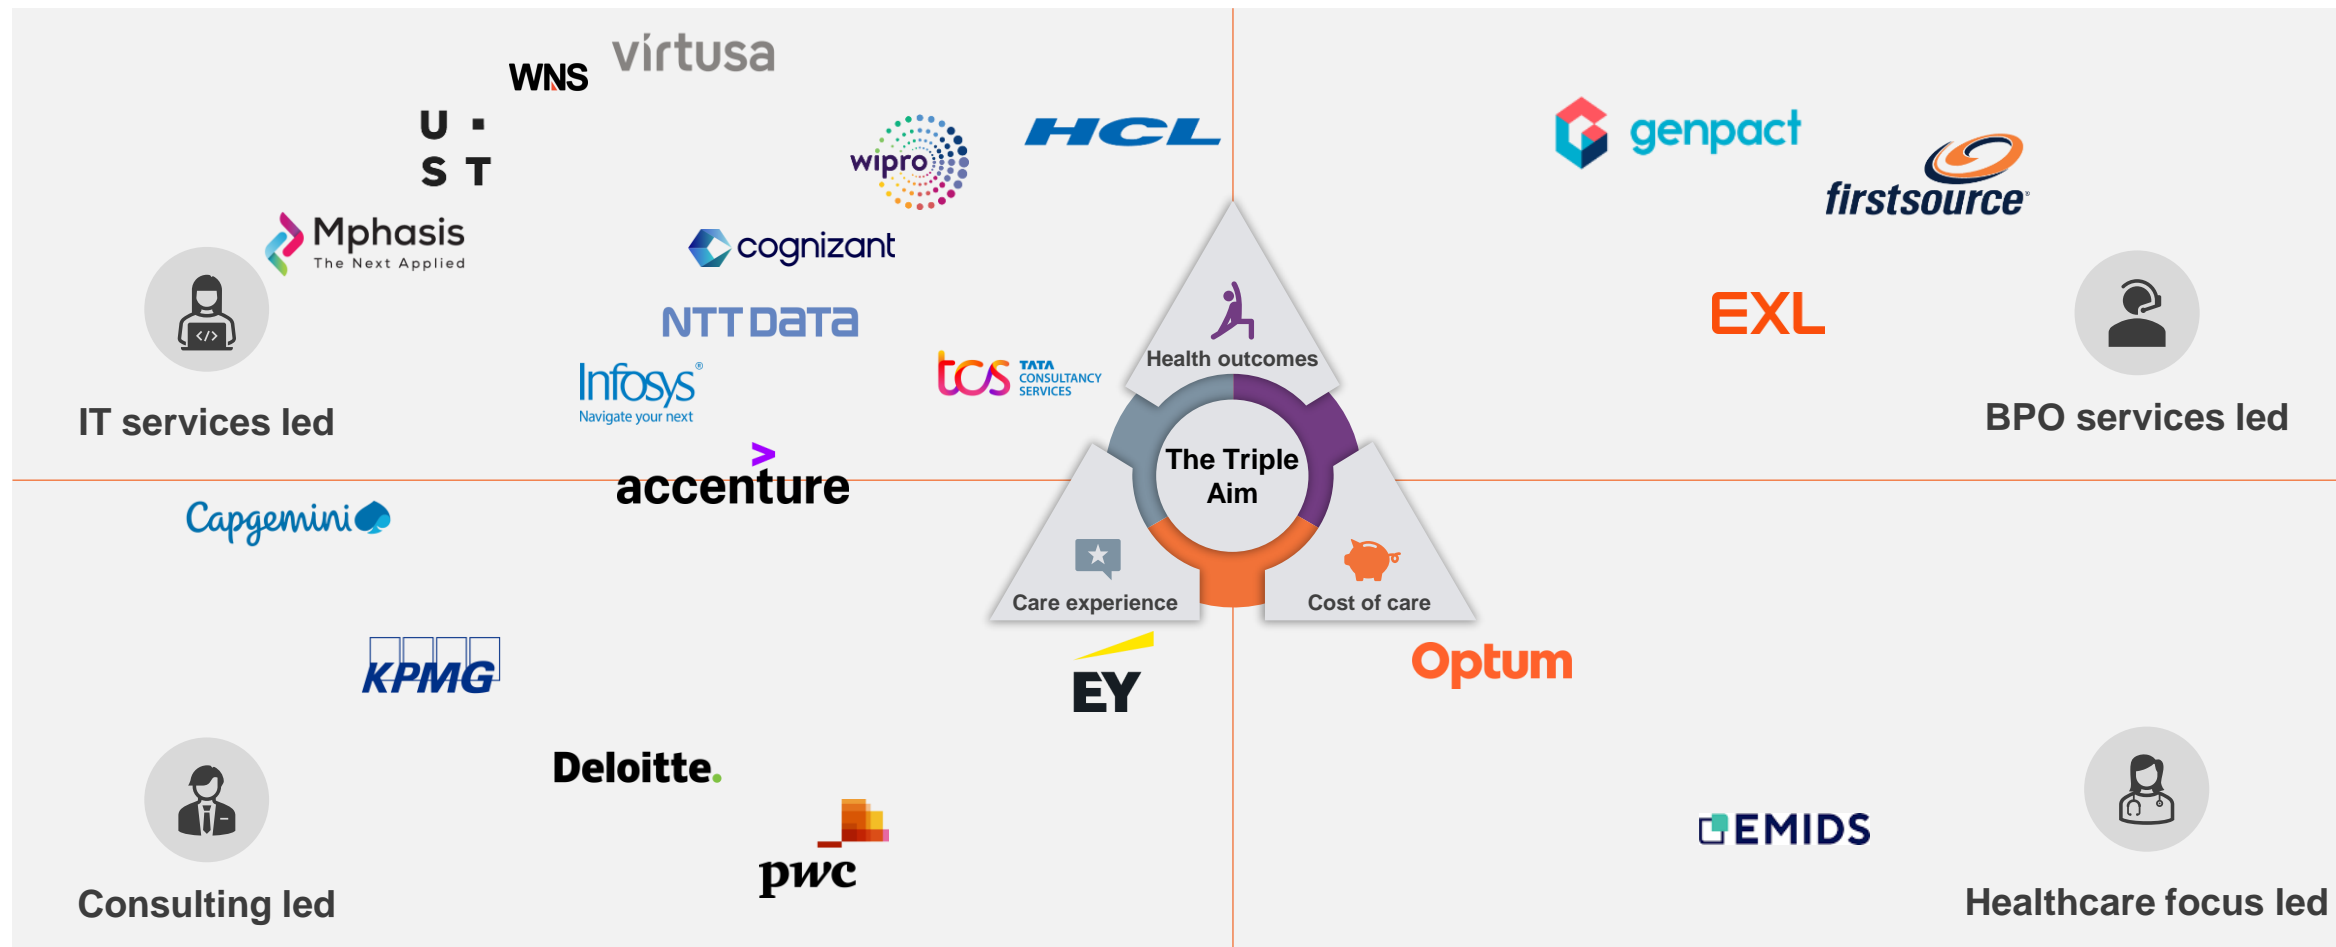 virtusa
WNS
U
S T
Mphasis
The Next Applied
wipro
HCL
cognizant
NTT DATA
Infosys®
Navigate your next
tcs TATA
CONSULTANCY
SERVICES
accenture
</>
IT services led
genpact
firstsource
EXL
BPO services led
Health outcomes
The Triple
Aim
Care experience
Cost of care
Capgemini
KPMG
EY
Deloitte.
pwc
Consulting led
Optum
EMIDS
Healthcare focus led